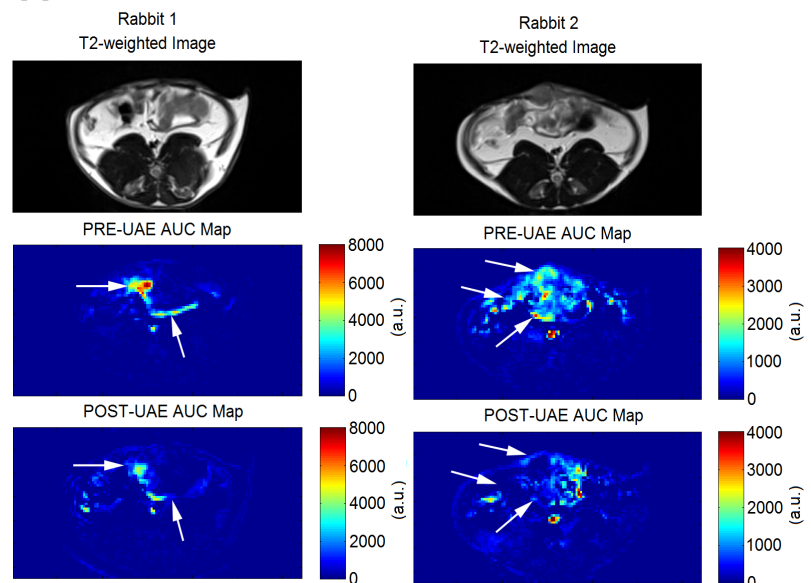 Rabbit 1
T2-weighted Image
PRE-UAE AUC Map
8000
6000
4000
2000
0
(a.u.)
POST-UAE AUC Map
8000
6000
4000
2000
0
(a.u.)
Rabbit 2
T2-weighted Image
PRE-UAE AUC Map
4000
3000
2000
1000
0
(a.u.)
POST-UAE AUC Map
4000
3000
2000
1000
0
(a.u.)